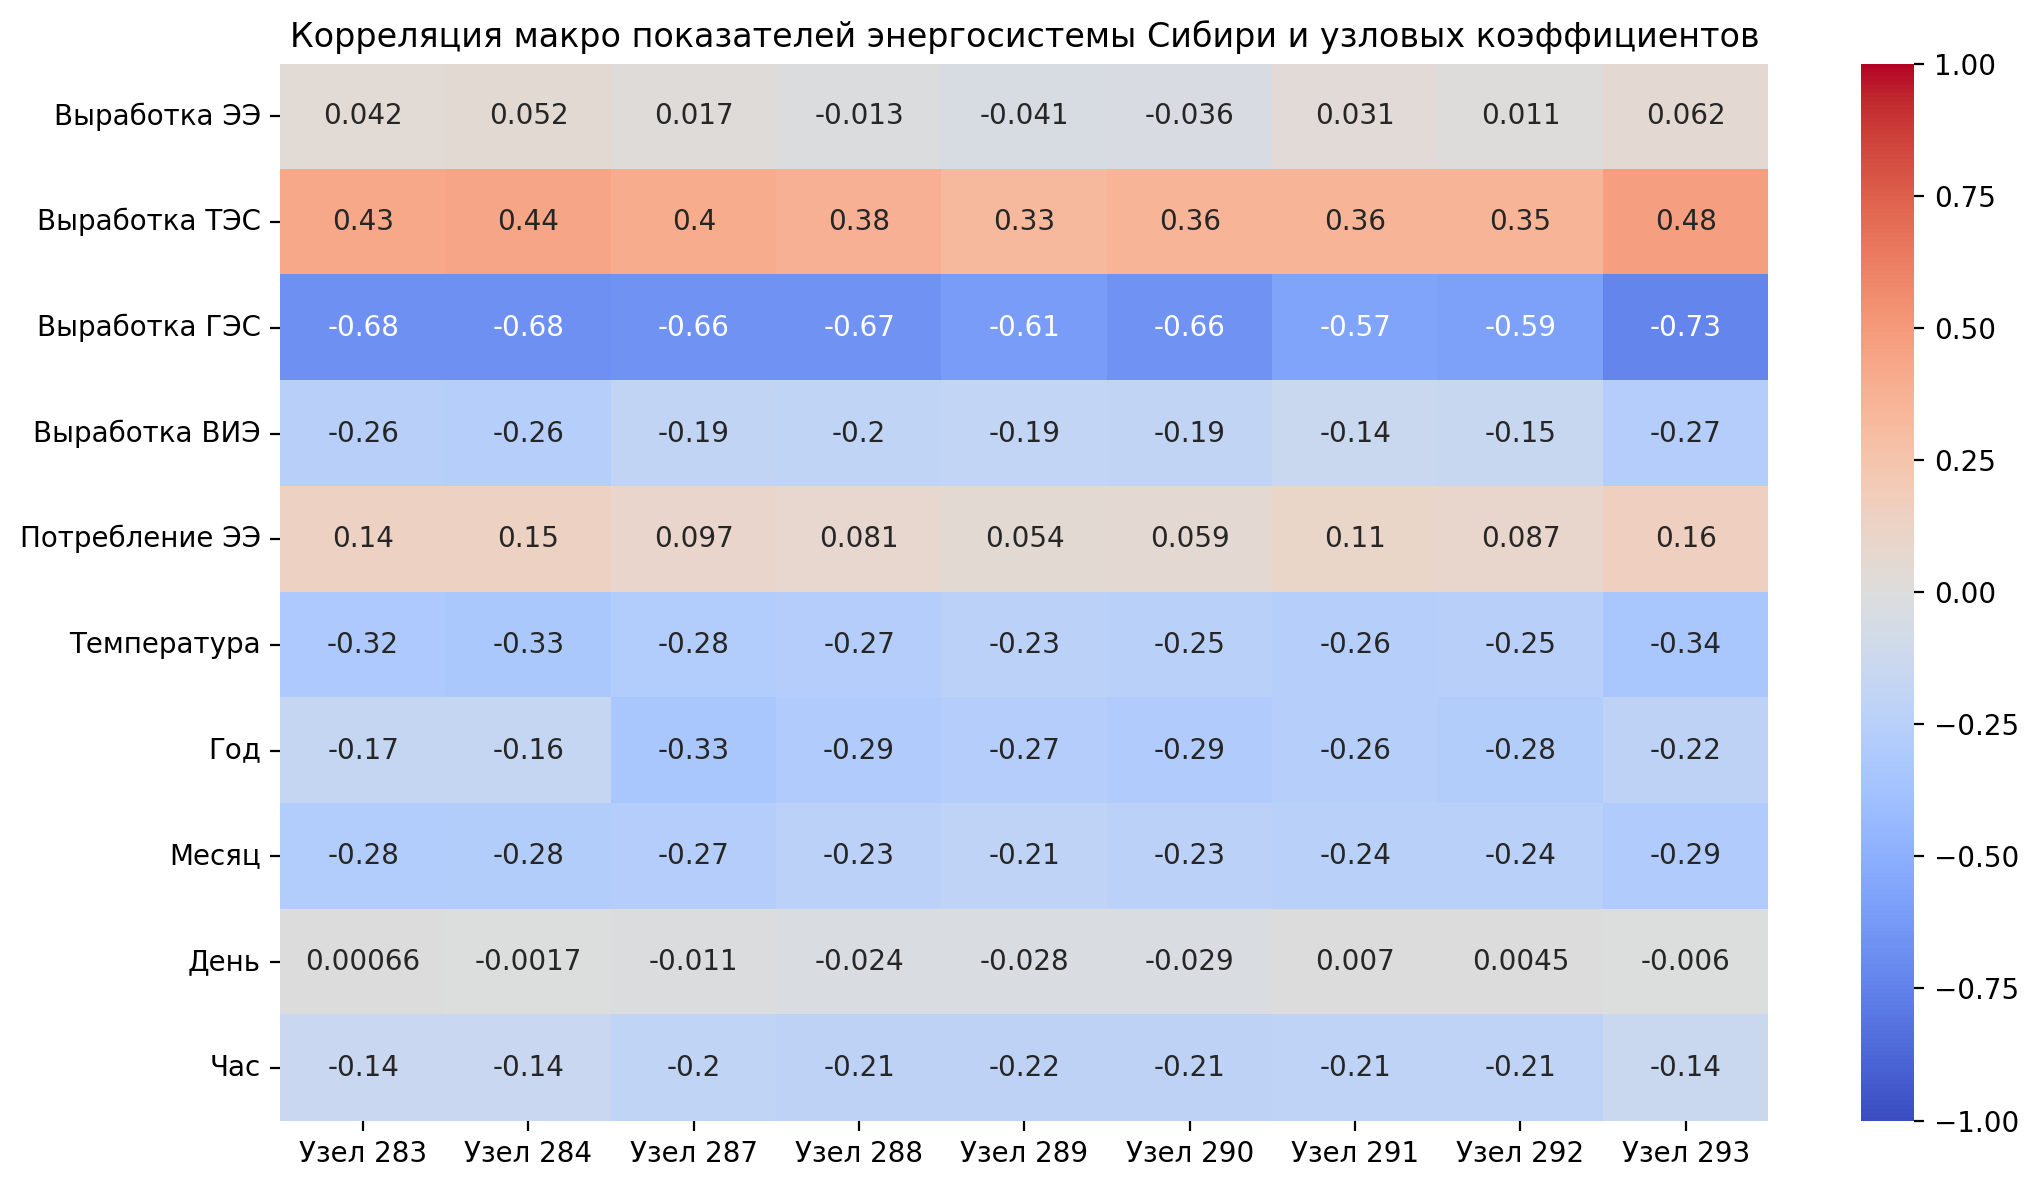 Корреляция макро показателей энергосистемы Сибири и узловых коэффициентов
Выработка ЭЭ 0.042 0.052 0.017 -0.013 -0.041 -0.036 0.031 0.011 0.062
Выработка ТЭС 0.43 0.44 0.4 0.38 0.33 0.36 0.36 0.35 0.48
Выработка ГЭС -0.68 -0.68 -0.66 -0.67 -0.61 -0.66 -0.57 -0.59 -0.73
Выработка ВИЭ -0.26 -0.26 -0.19 -0.2 -0.19 -0.19 -0.14 -0.15 -0.27
Потребление ЭЭ 0.14 0.15 0.097 0.081 0.054 0.059 0.11 0.087 0.16
Температура -0.32 -0.33 -0.28 -0.27 -0.23 -0.25 -0.26 -0.25 -0.34
Год -0.17 -0.16 -0.33 -0.29 -0.27 -0.29 -0.26 -0.28 -0.22
Месяц -0.28 -0.28 -0.27 -0.23 -0.21 -0.23 -0.24 -0.24 -0.29
День 0.00066 -0.0017 -0.011 -0.024 -0.028 -0.029 0.007 0.0045 -0.006
Час -0.14 -0.14 -0.2 -0.21 -0.22 -0.21 -0.21 -0.21 -0.14
Узел 283 Узел 284 Узел 287 Узел 288 Узел 289 Узел 290 Узел 291 Узел 292 Узел 293
1.00
0.75
0.50
0.25
0.00
−0.25
−0.50
−0.75
−1.00